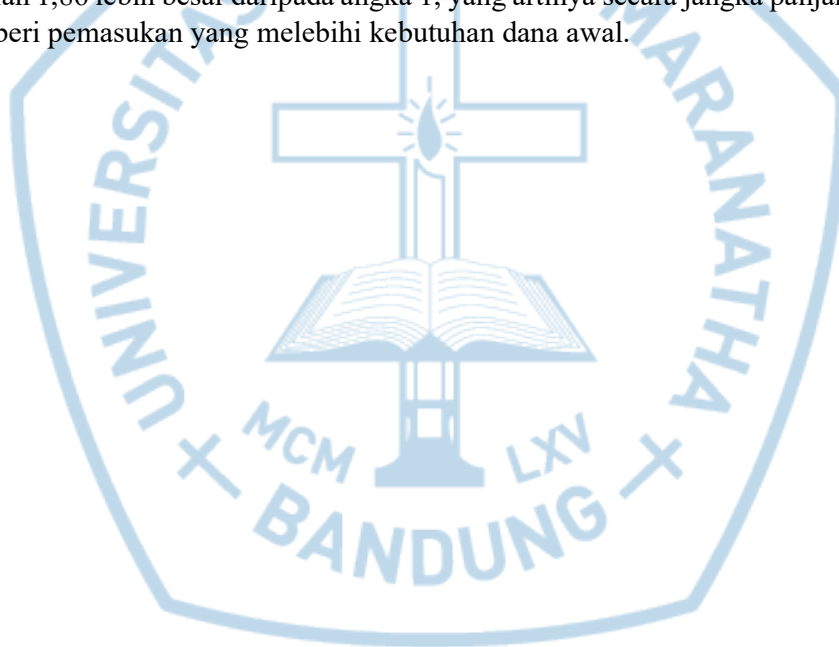 1,86 lebih besar daripada angka 1, yang artinya secara jangka
beri pemasukan yang melebihi kebutuhan dana awal.
UNIVERSITAS
MARANATHA
MCM
LXV
BANDUNG